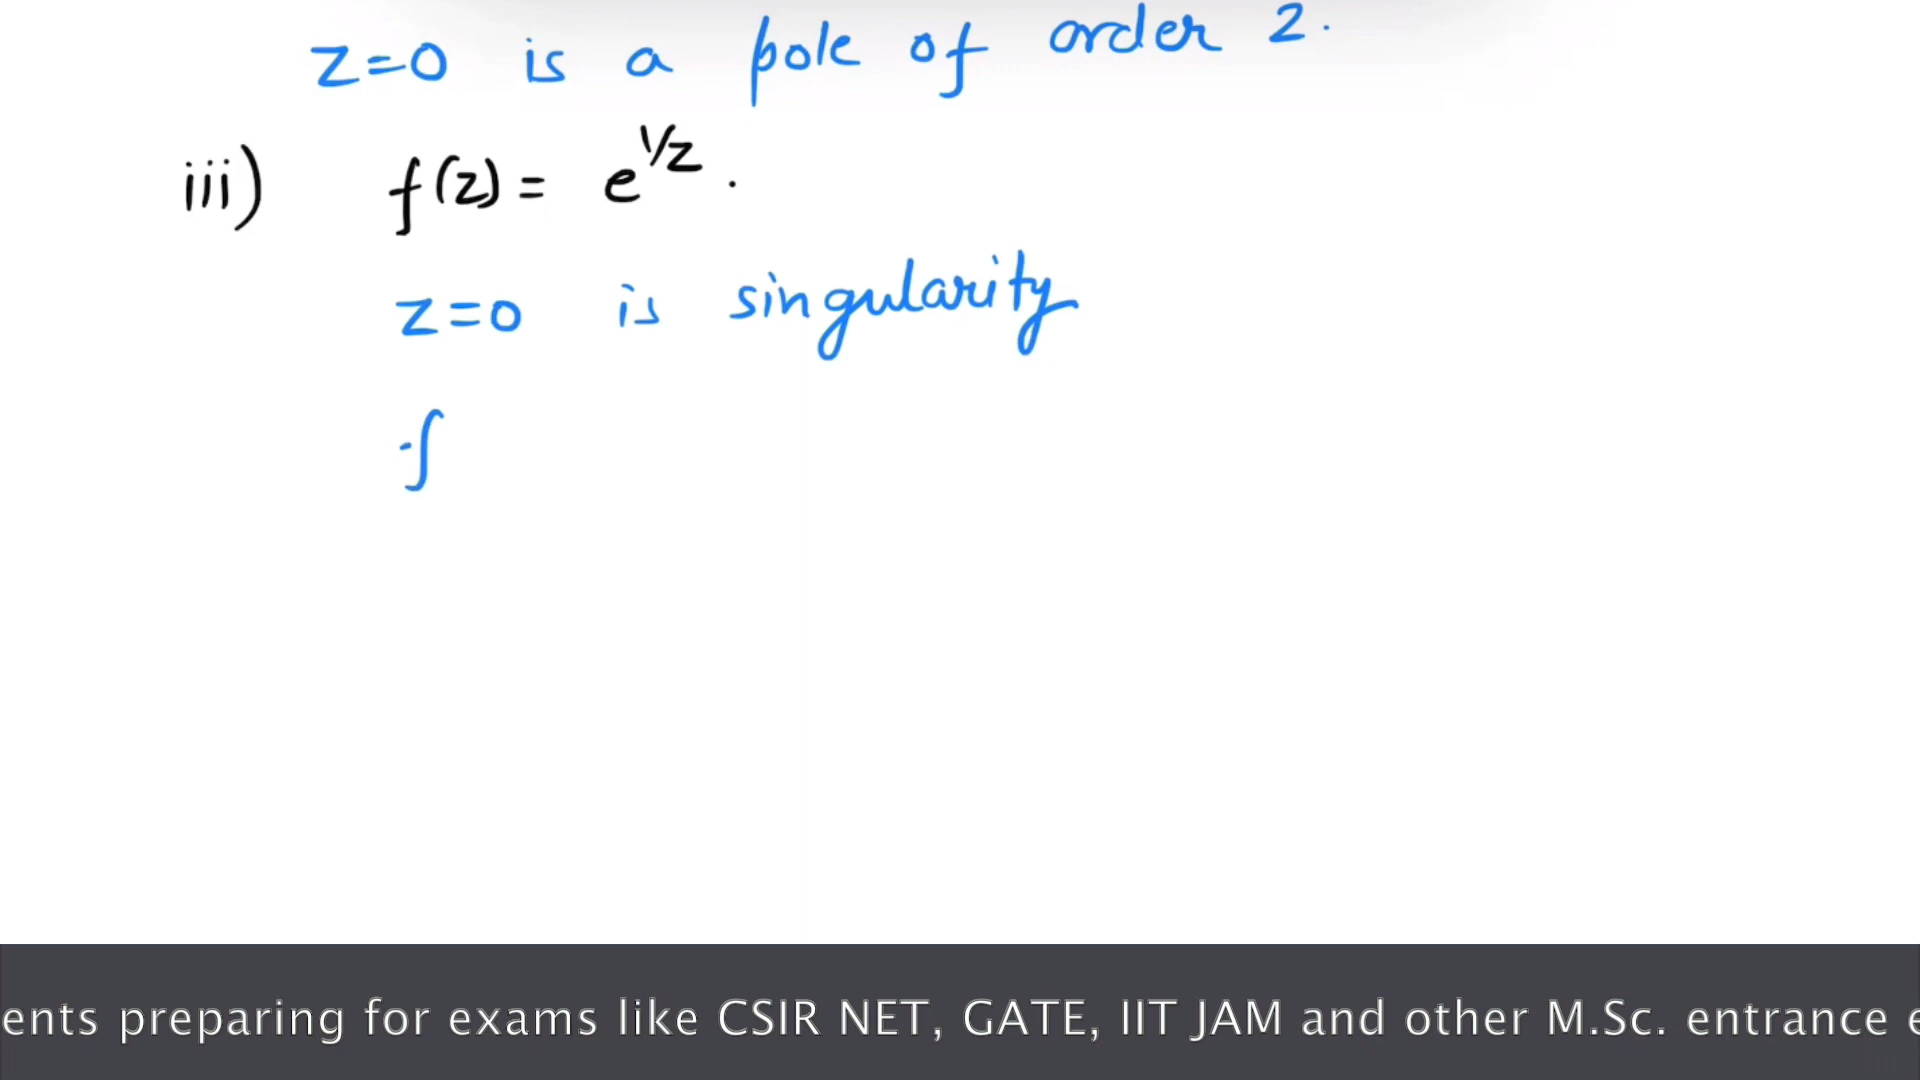 z=0 is a pole of order 2.
iii) f(z) = e^1/z .
z=0 is singularity
f
ents preparing for exams like CSIR NET, GATE, IIT JAM and other M.Sc. entrance e